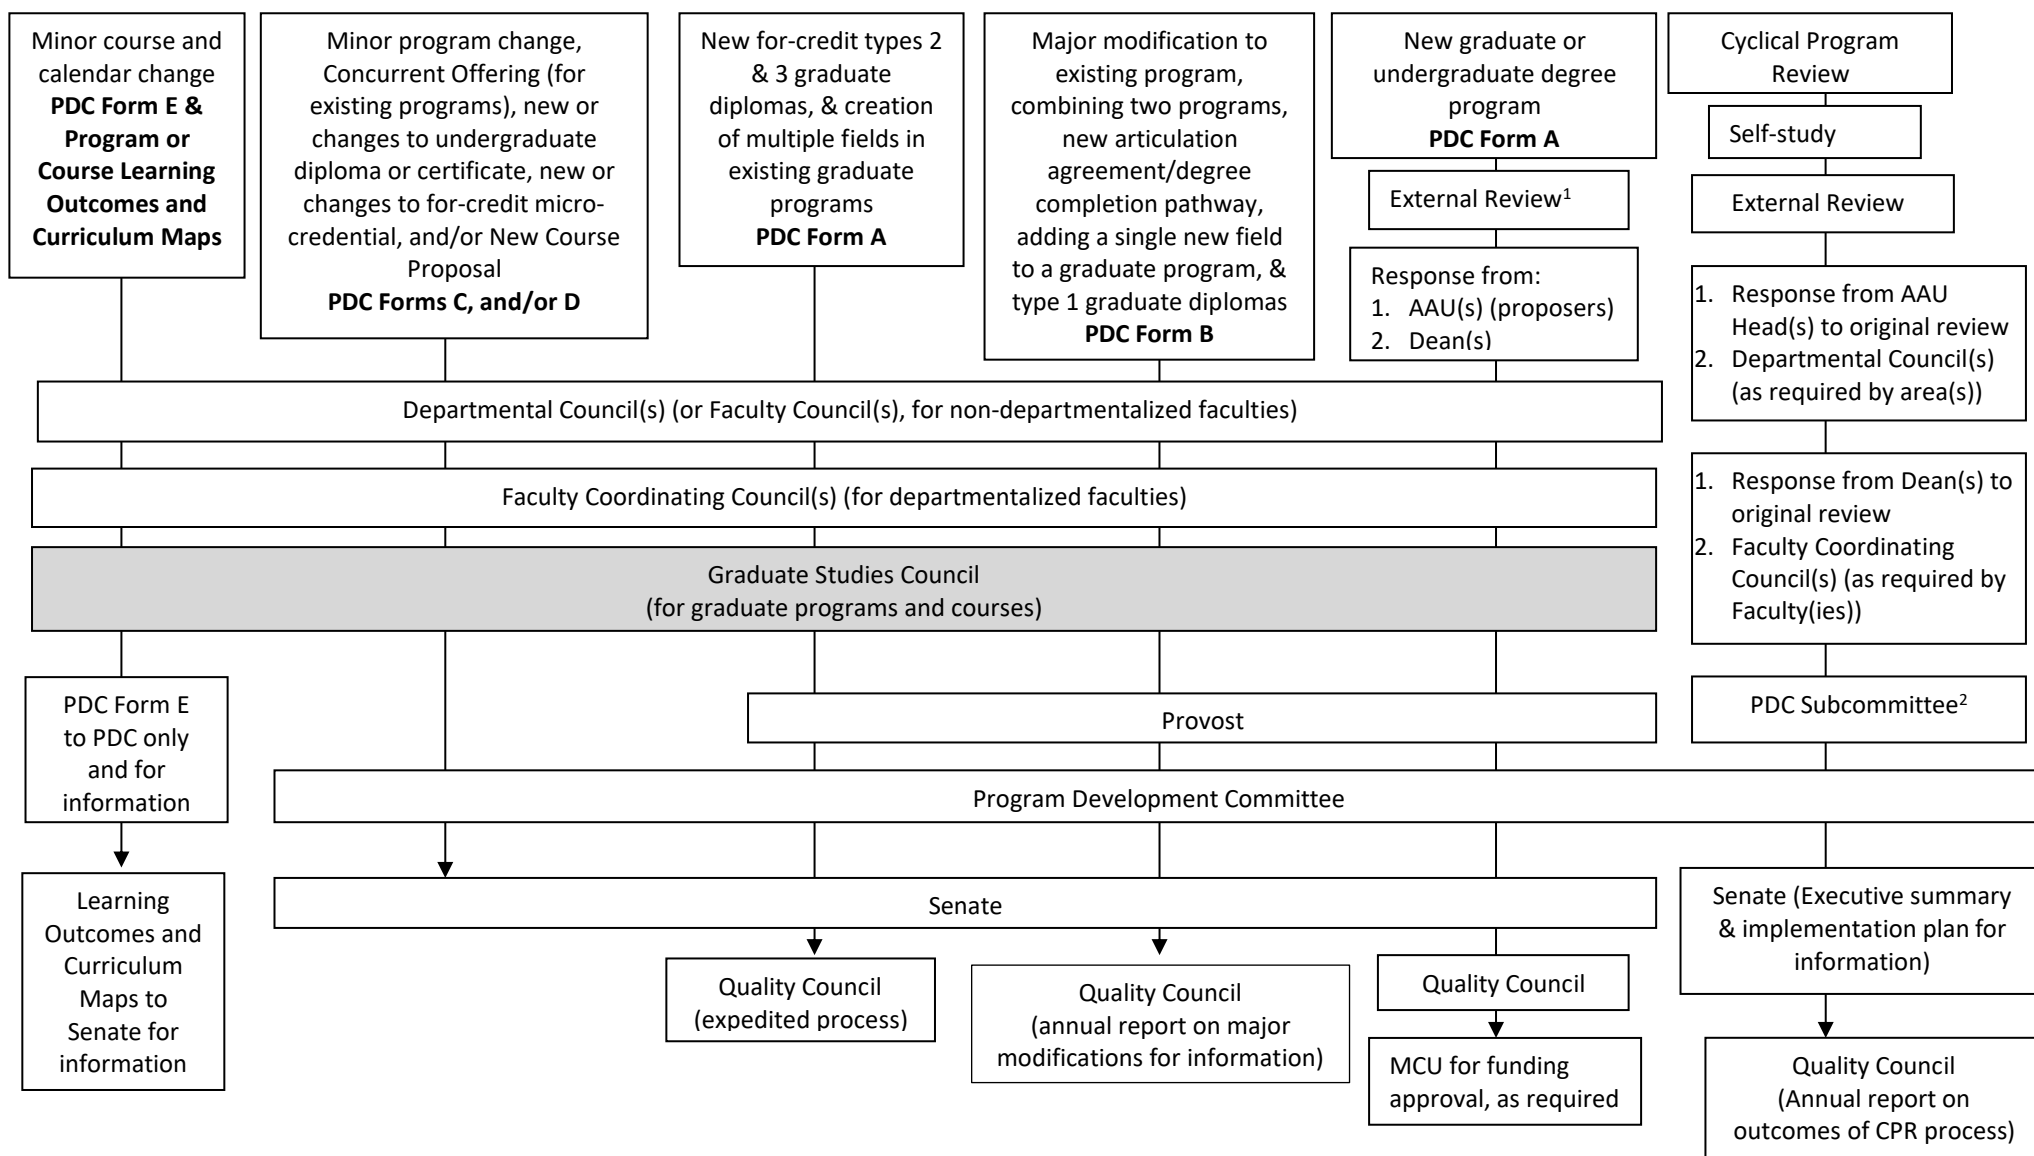 Minor course and
calendar change
PDC Form E &
Program or
Course Learning
Outcomes and
Curriculum Maps
Minor program change,
Concurrent Offering (for
existing programs), new or
changes to undergraduate
diploma or certificate, new or
changes to for-credit micro-
credential, and/or New Course
Proposal
PDC Forms C, and/or D
New for-credit types 2
& 3 graduate
diplomas, & creation
of multiple fields in
existing graduate
programs
PDC Form A
Major modification to
existing program,
combining two programs,
new articulation
agreement/degree
completion pathway,
adding a single new field
to a graduate program, &
type 1 graduate diplomas
PDC Form B
New graduate or
undergraduate degree
program
PDC Form A
External Review1
Response from:
1. AAU(s) (proposers)
2. Dean(s)
Cyclical Program
Review
Self-study
External Review
1. Response from AAU
Head(s) to original review
2. Departmental Council(s)
(as required by area(s))
1. Response from Dean(s) to
original review
2. Faculty Coordinating
Council(s) (as required by
Faculty(ies))
PDC Subcommittee2
Departmental Council(s) (or Faculty Council(s), for non-departmentalized faculties)
Faculty Coordinating Council(s) (for departmentalized faculties)
Graduate Studies Council
(for graduate programs and courses)
PDC Form E
to PDC only
and for
information
Provost
Program Development Committee
Learning
Outcomes and
Curriculum
Maps to
Senate for
information
Senate
Senate (Executive summary
& implementation plan for
information)
Quality Council
(expedited process)
Quality Council
(annual report on major
modifications for information)
Quality Council
MCU for funding
approval, as required
Quality Council
(Annual report on
outcomes of CPR process)